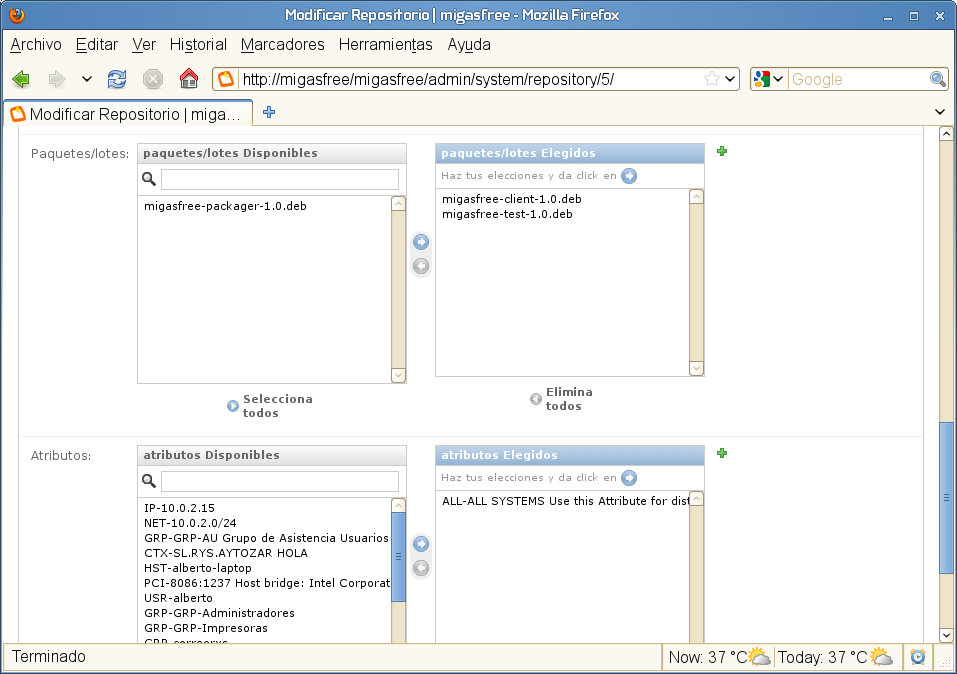 Modificar Repositorio | migasfree - Mozilla Firefox
Archivo Editar Ver Historial Marcadores Herramientas Ayuda
http://migasfree/migasfree/admin/system/repository/5/ Google
Modificar Repositorio | miga...
Paquetes/lotes:
paquetes/lotes Disponibles
migasfree-packager-1.0.deb
Selecciona
todos
paquetes/lotes Elegidos
Haz tus elecciones y da click en
migasfree-client-1.0.deb
migasfree-test-1.0.deb
Elimina
todos
Atributos:
atributos Disponibles
IP-10.0.2.15
NET-10.0.2.0/24
GRP-GRP-AU Grupo de Asistencia Usuarios
CTX-SL.RYS.AYTOZAR HOLA
HST-alberto-laptop
PCI-8086:1237 Host bridge: Intel Corporat
USR-alberto
GRP-GRP-Administradores
GRP-GRP-Impresoras
atributos Elegidos
Haz tus elecciones y da click en
ALL-ALL SYSTEMS Use this Attribute for dist
Terminado
Now: 37 °C Today: 37 °C